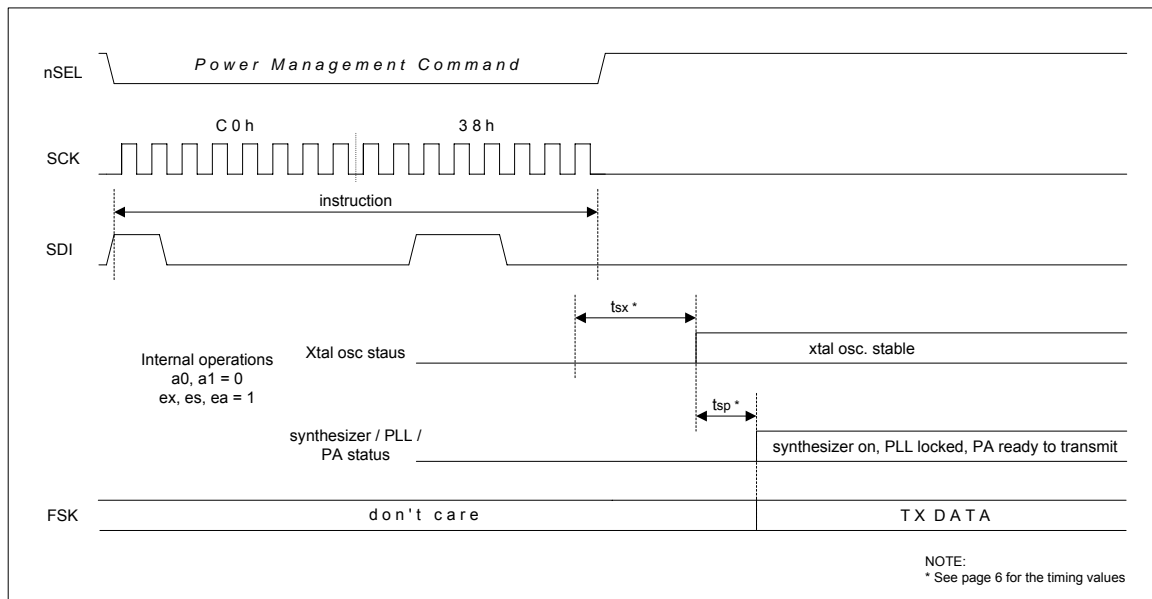 nSEL
Power Management Command
C0h
38h
SCK
instruction
SDI
tsx *
Internal operations
a0, a1 = 0
ex, es, ea = 1
Xtal osc staus
xtal osc. stable
tsp *
synthesizer / PLL /
PA status
synthesizer on, PLL locked, PA ready to transmit
FSK
don't care
TX DATA
NOTE:
* See page 6 for the timing values